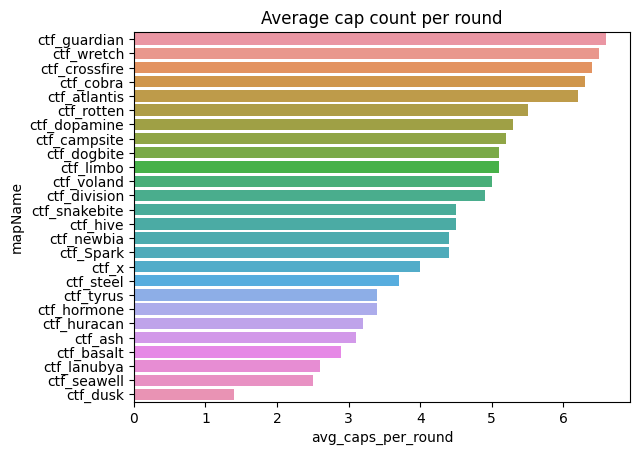 Average cap count per round
mapName
ctf_guardian
ctf_wretch
ctf_crossfire
ctf_cobra
ctf_atlantis
ctf_rotten
ctf_dopamine
ctf_campsite
ctf_dogbite
ctf_limbo
ctf_voland
ctf_division
ctf_snakebite
ctf_hive
ctf_newbia
ctf_Spark
ctf_x
ctf_steel
ctf_tyrus
ctf_hormone
ctf_huracan
ctf_ash
ctf_basalt
ctf_lanubya
ctf_seawell
ctf_dusk
0 1 2 3 4 5 6
avg_caps_per_round